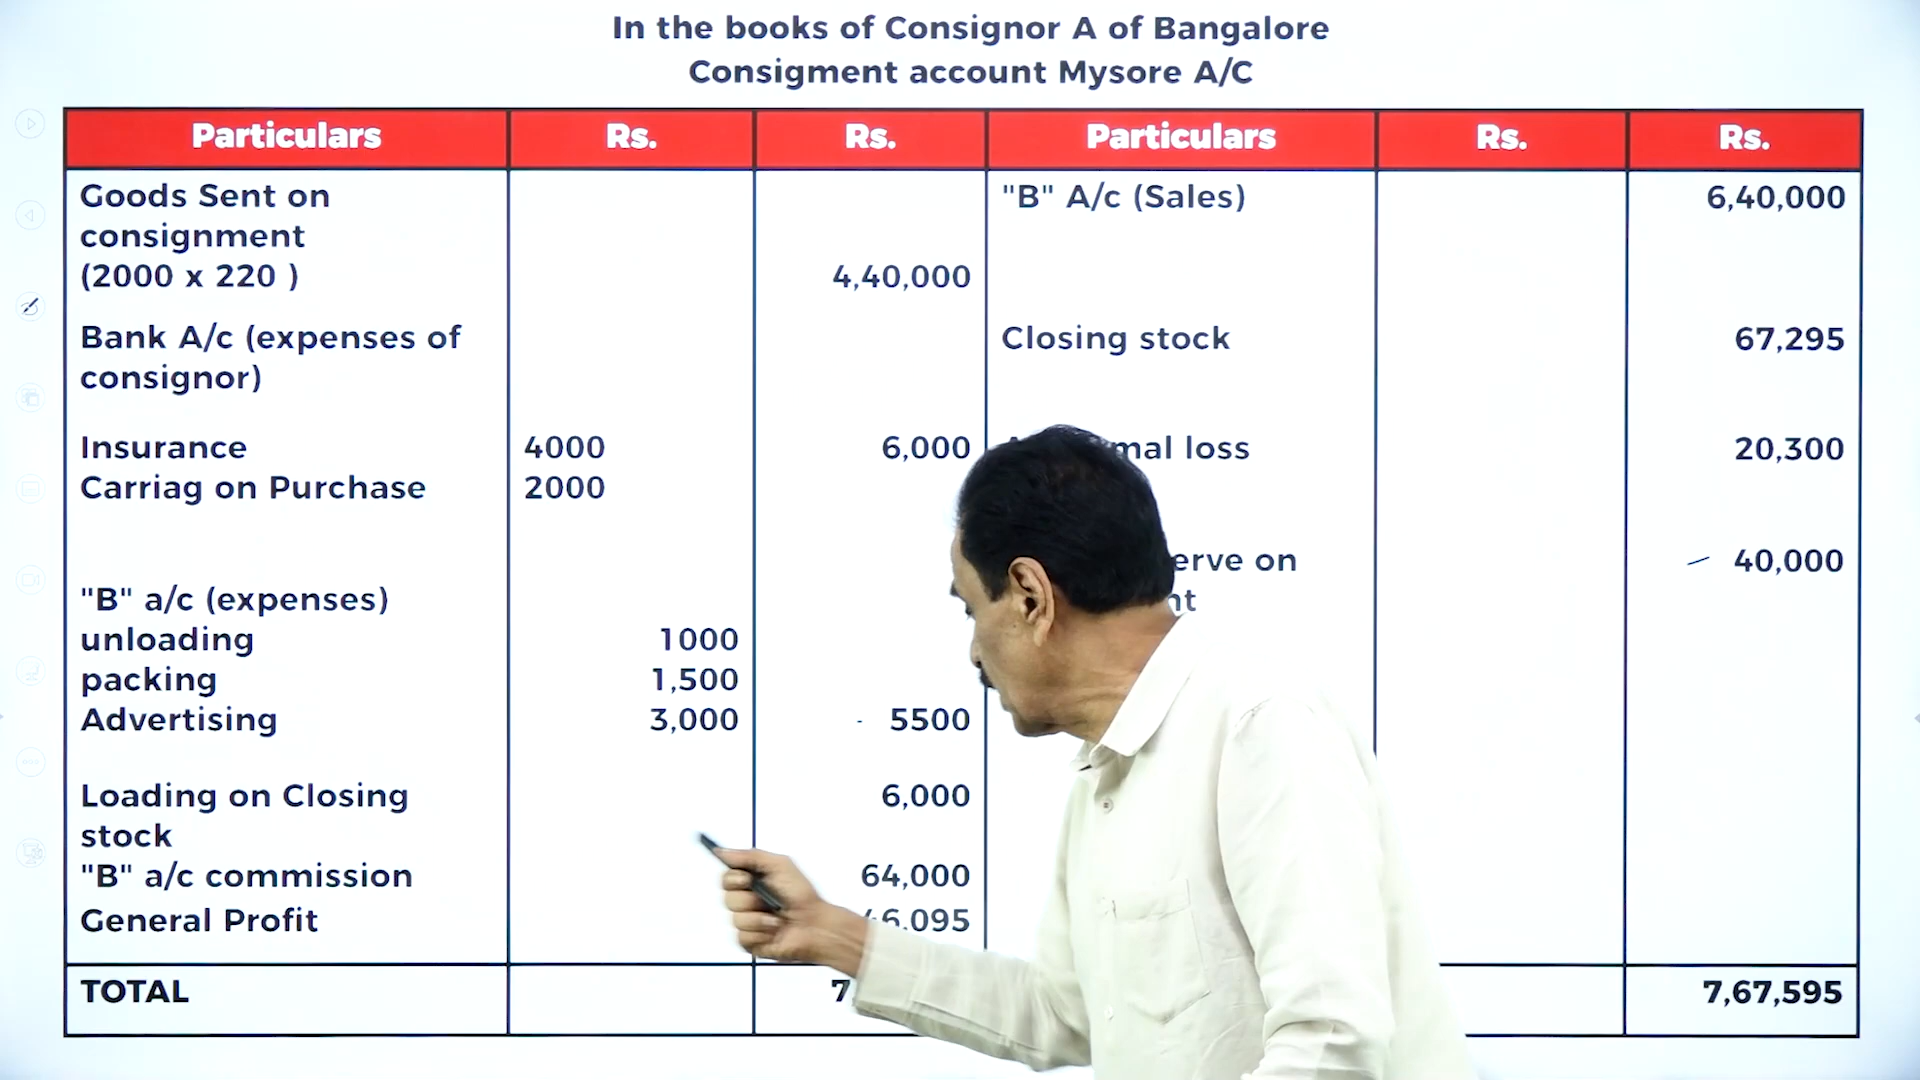 In the books of Consignor A of Bangalore
Consigment account Mysore A/C
Particulars Rs. Rs. Particulars Rs. Rs.
Goods Sent on "B" A/c (Sales) 6,40,000
consignment
(2000 x 220 ) 4,40,000
Bank A/c (expenses of Closing stock 67,295
consignor)
Insurance 4000 6,000 loss 20,300
Carriag on Purchase 2000
on 40,000
"B" a/c (expenses)
unloading 1000
packing 1,500
Advertising 3,000 5500
Loading on Closing 6,000
stock
"B" a/c commission 64,000
General Profit
TOTAL 7,67,595